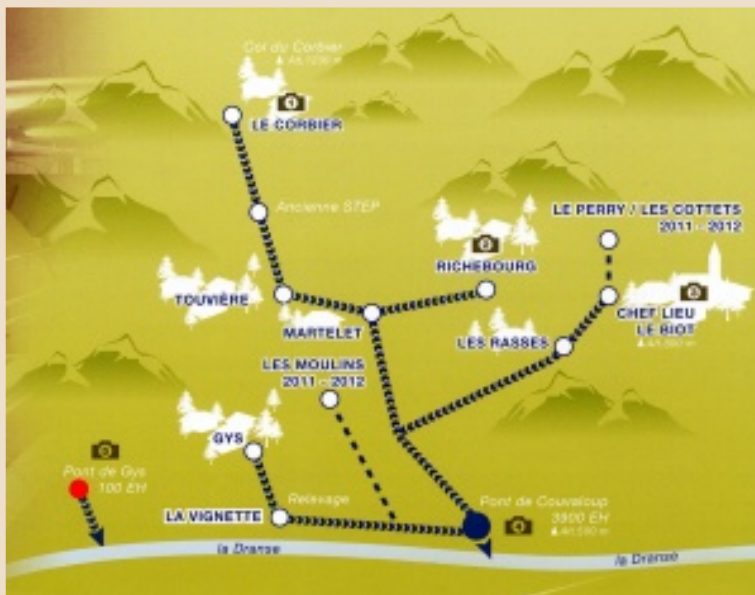 Col du Corbier
LE CORBIER
Ancienne STEP
LE PERRY / LES COTTETS
2011 - 2012
RICHEBOURG
TOUVIÈRE
CHEF LIEU
LE BIOT
MARTELET
LES RASSES
LES MOULINS
2011 - 2012
GYS
Pont de Gys
100 EH
Relevage
LA VIGNETTE
Pont de Couvaloup
3900 EH
la Dranse
la Dranse